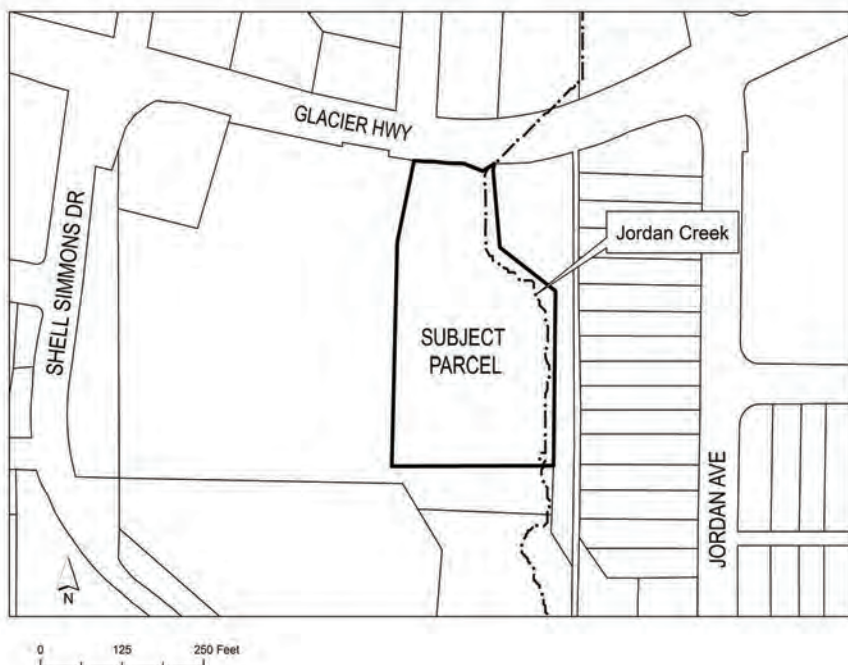 GLACIER HWY
SHELL SIMMONS DR
Jordan Creek
SUBJECT
PARCEL
JORDAN AVE
N
0 125 250 Feet